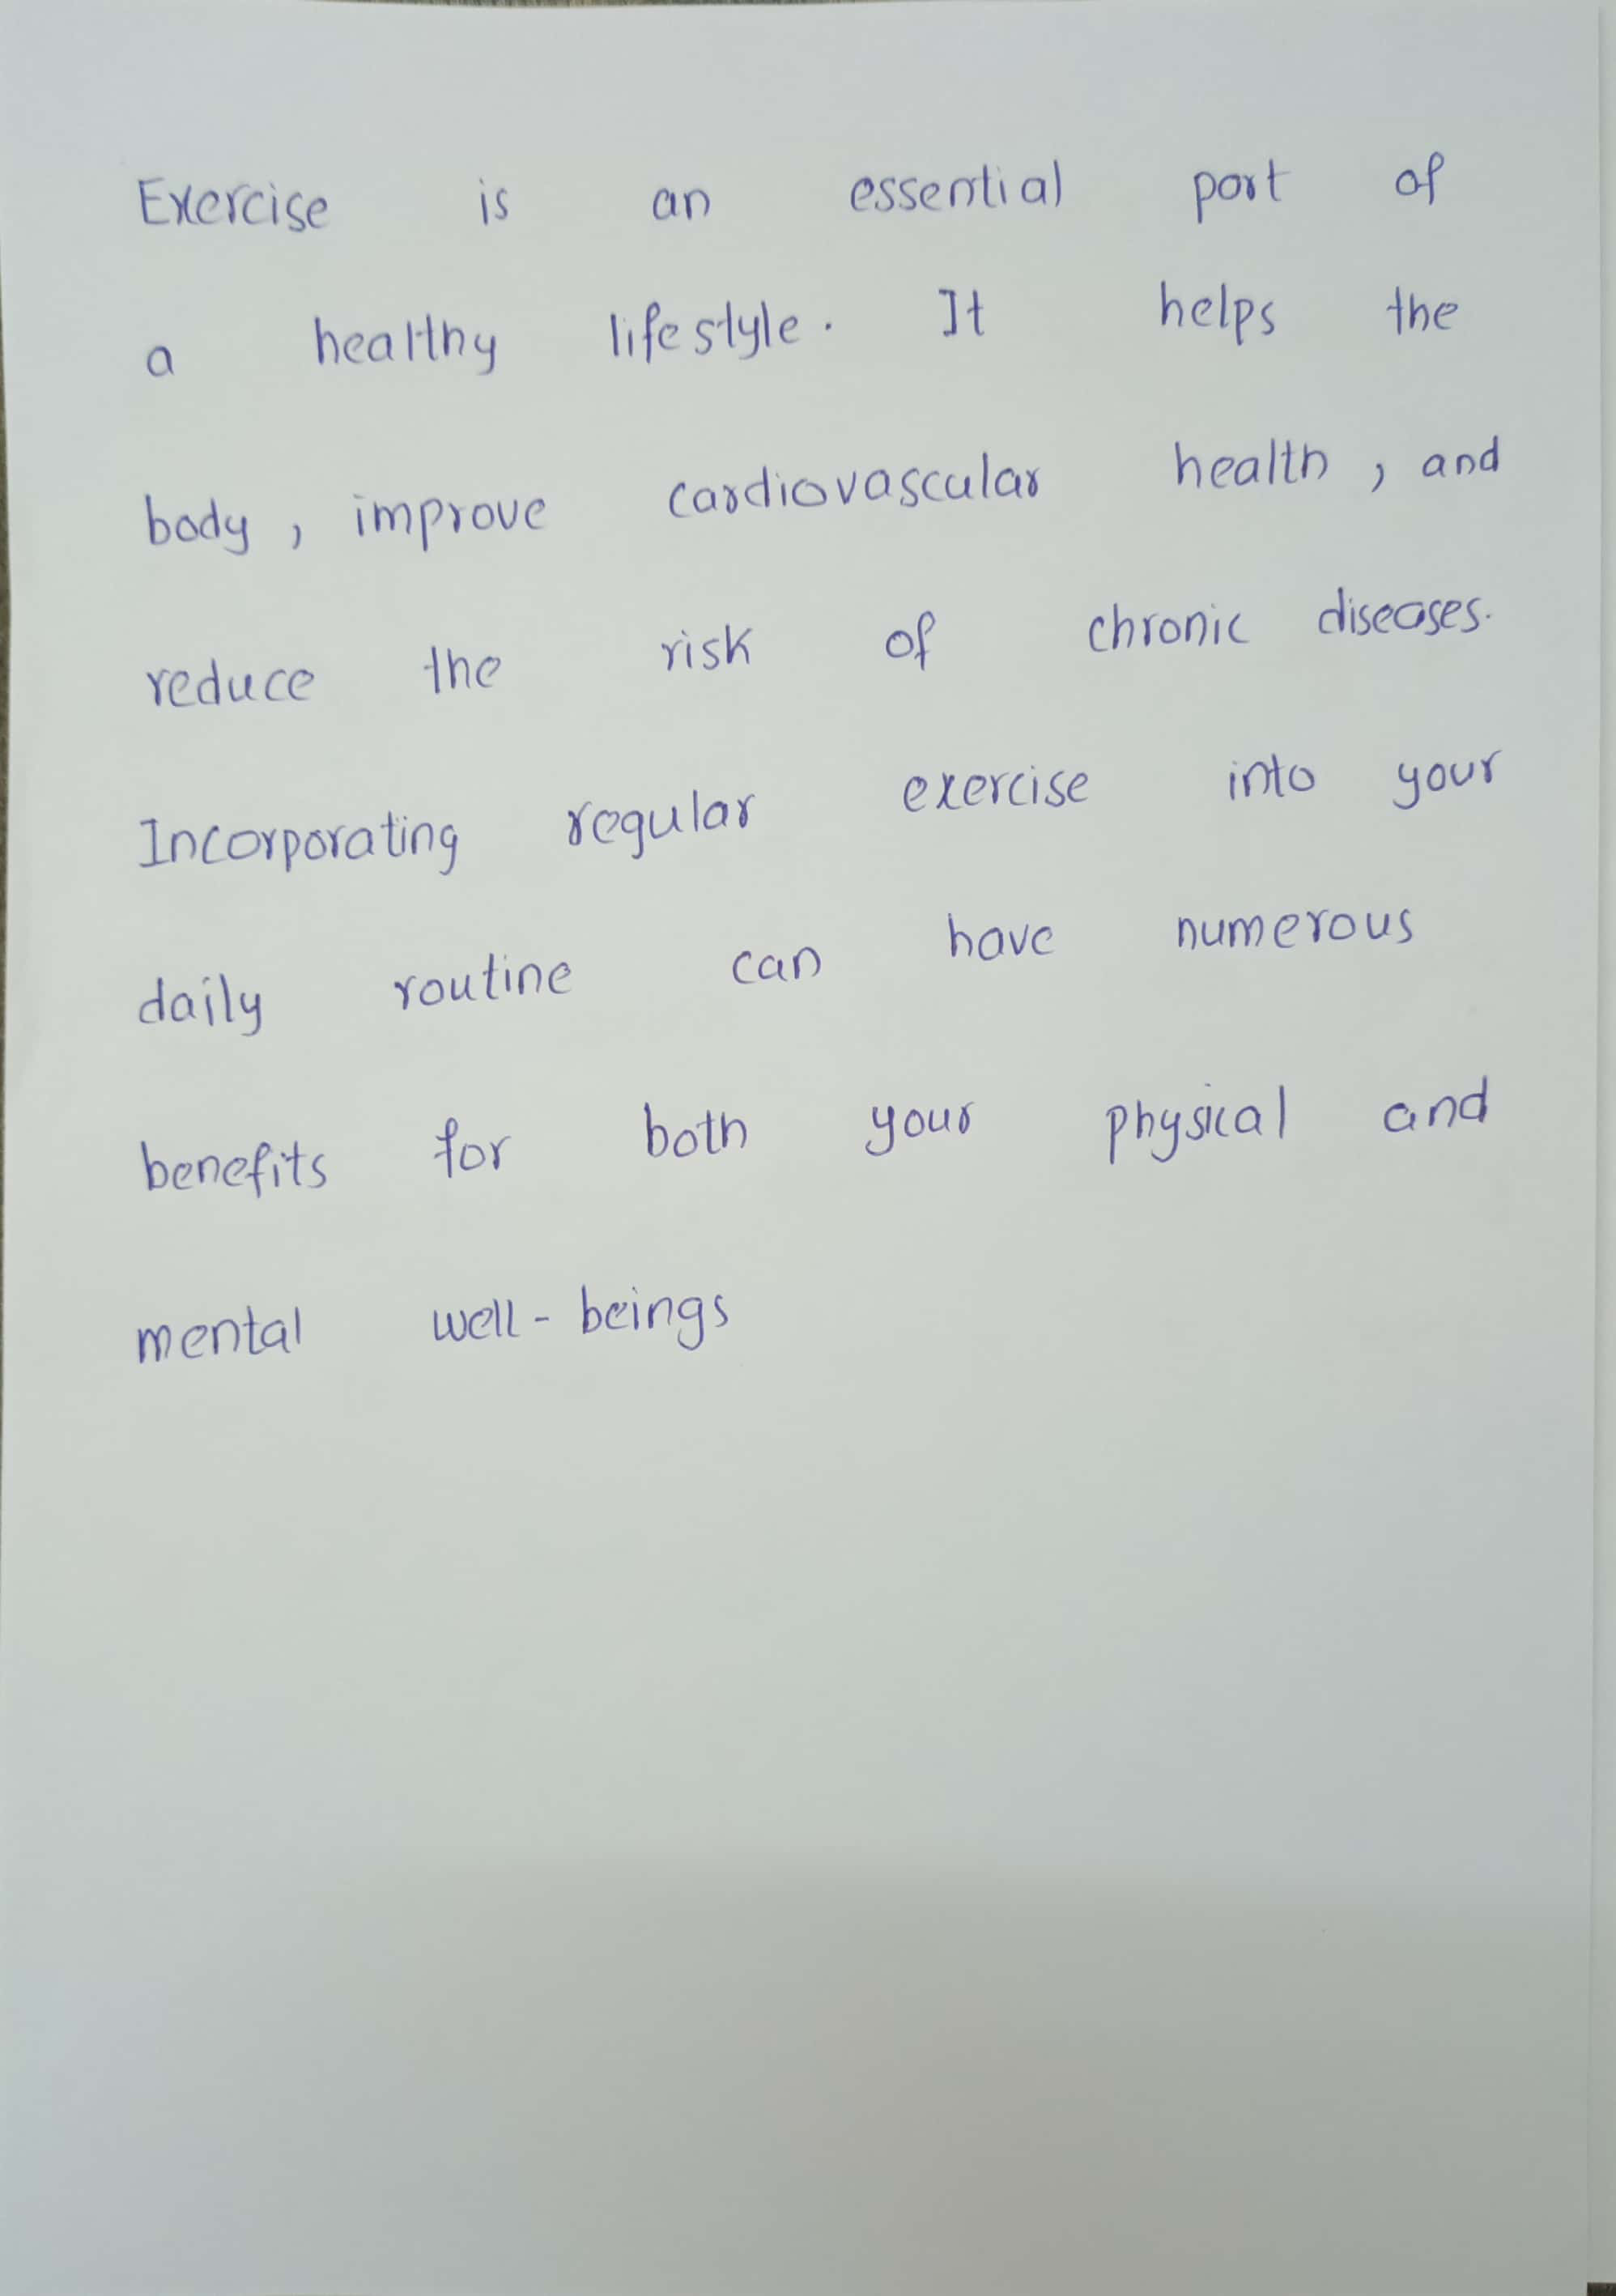 Exercise is an essential part of
a healthy lifestyle. It helps the
body, improve cardiovascular health, and
reduce the risk of chronic diseases.
Incorporating regular exercise into your
daily routine can have numerous
benefits for both your physical and
mental well-beings